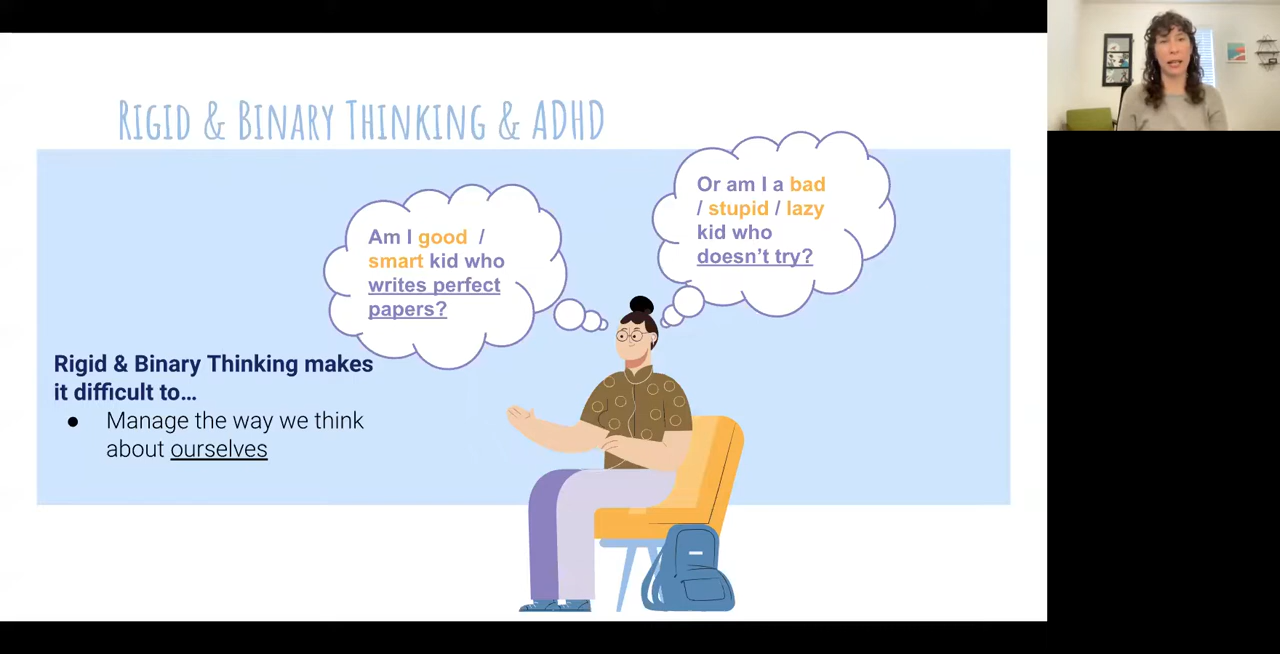 RIGID & BINARY THINKING & ADHD
Am I good /
smart kid who
writes perfect
papers?
Or am I a bad
/ stupid / lazy
kid who
doesn’t try?
Rigid & Binary Thinking makes
it difficult to…
● Manage the way we think
about ourselves